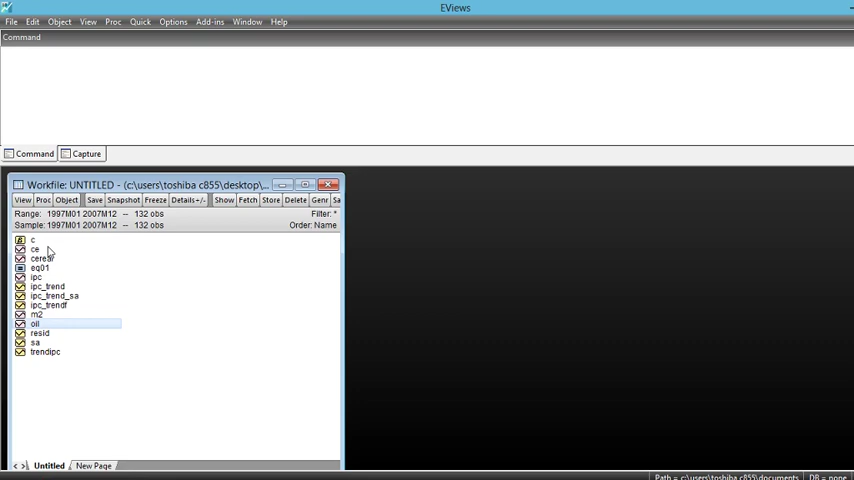 EViews
File Edit Object View Proc Quick Options Add-ins Window Help
Command
Command Capture
Workfile: UNTITLED - (c:\users\toshiba c855\desktop\...
View Proc Object Save Snapshot Freeze Details+/- Show Fetch Store Delete Genr Sa
Range: 1997M01 2007M12 -- 132 obs Filter: *
Sample: 1997M01 2007M12 -- 132 obs Order: Name
c
ce
cereal
eq01
ipc
ipc_trend
ipc_trend_sa
ipc_trendf
m2
oil
resid
sa
trendipc
< > Untitled New Page
Path = c:\users\toshiba c855\documents DB = none